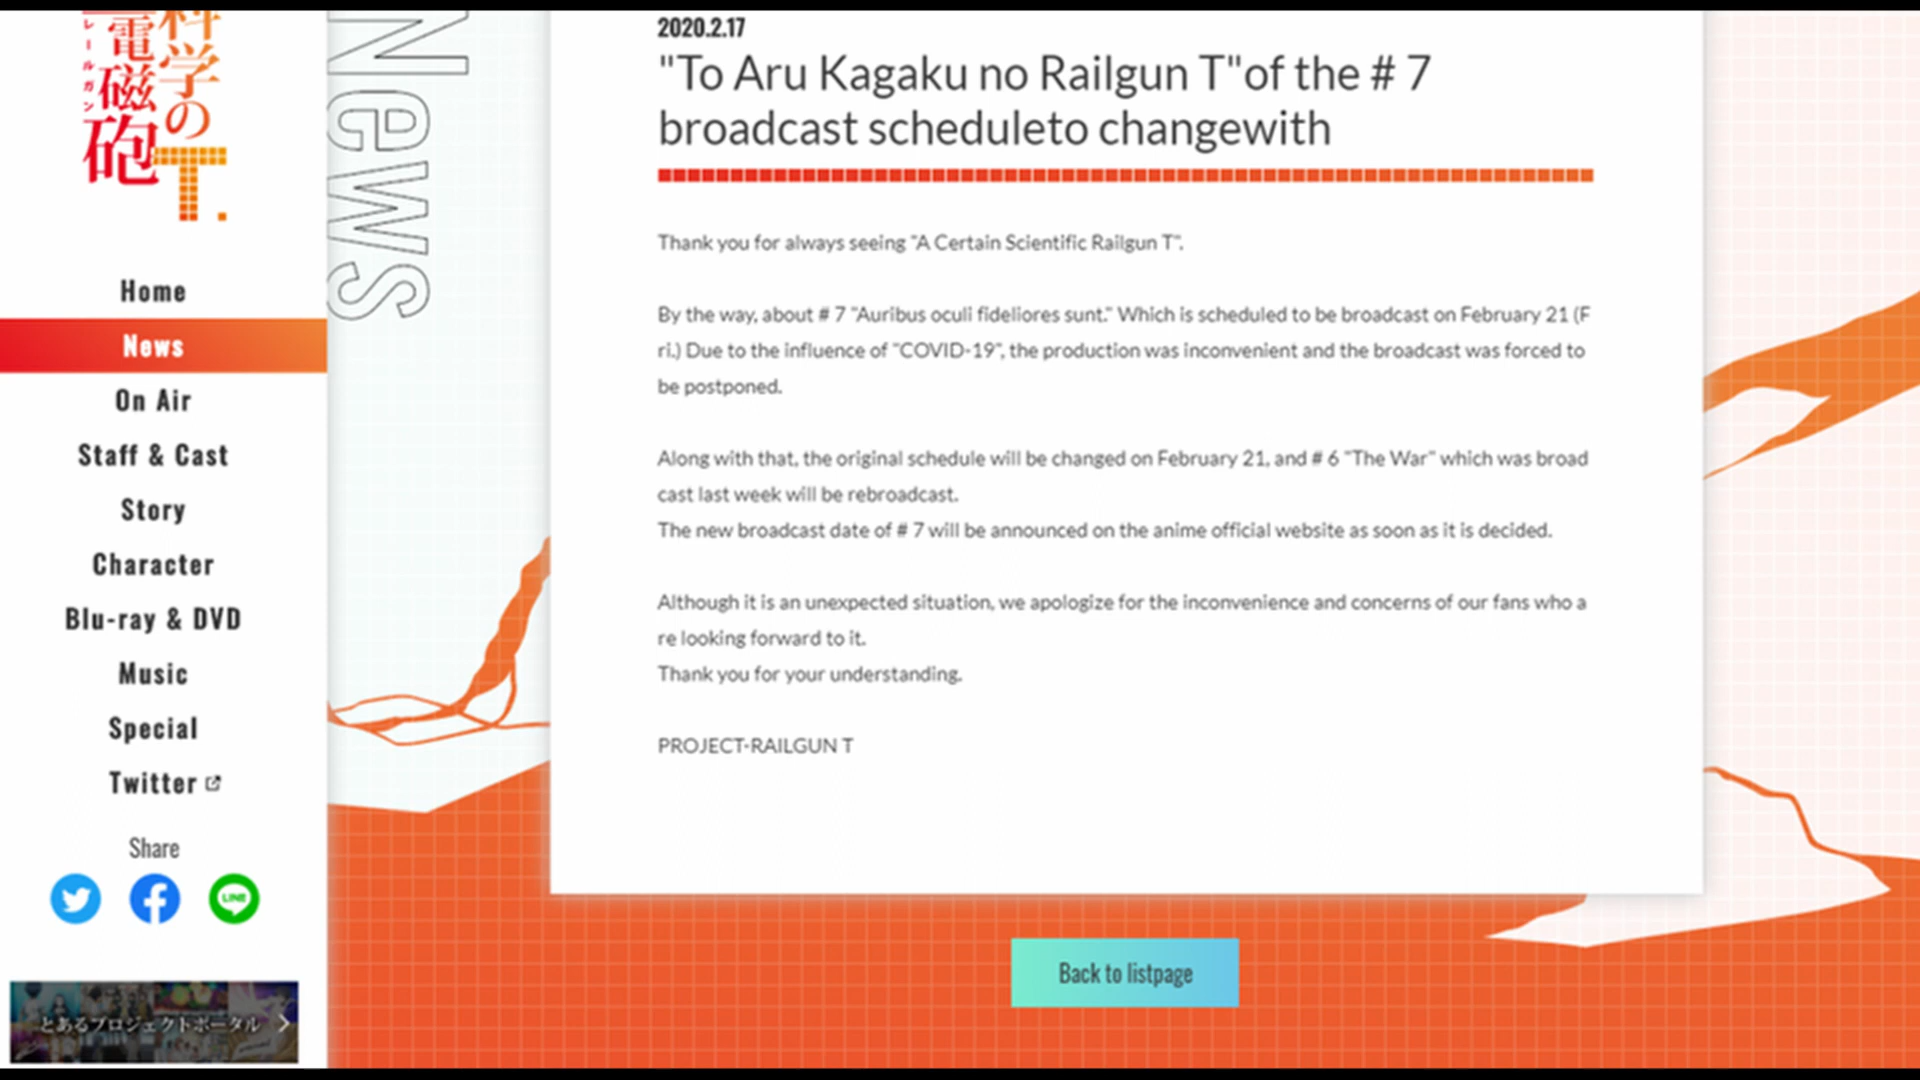 科学の
電磁砲
レールガン
T.
Home
News
On Air
Staff & Cast
Story
Character
Blu-ray & DVD
Music
Special
Twitter
Share
LINE
とあるプロジェクトポータル
News
2020.2.17
"To Aru Kagaku no Railgun T"of the # 7
broadcast scheduleto changewith
Thank you for always seeing "A Certain Scientific Railgun T".
By the way, about # 7 "Auribus oculi fideliores sunt." Which is scheduled to be broadcast on February 21 (F
ri.) Due to the influence of "COVID-19", the production was inconvenient and the broadcast was forced to
be postponed.
Along with that, the original schedule will be changed on February 21, and # 6 "The War" which was broad
cast last week will be rebroadcast.
The new broadcast date of # 7 will be announced on the anime official website as soon as it is decided.
Although it is an unexpected situation, we apologize for the inconvenience and concerns of our fans who a
re looking forward to it.
Thank you for your understanding.
PROJECT-RAILGUN T
Back to listpage